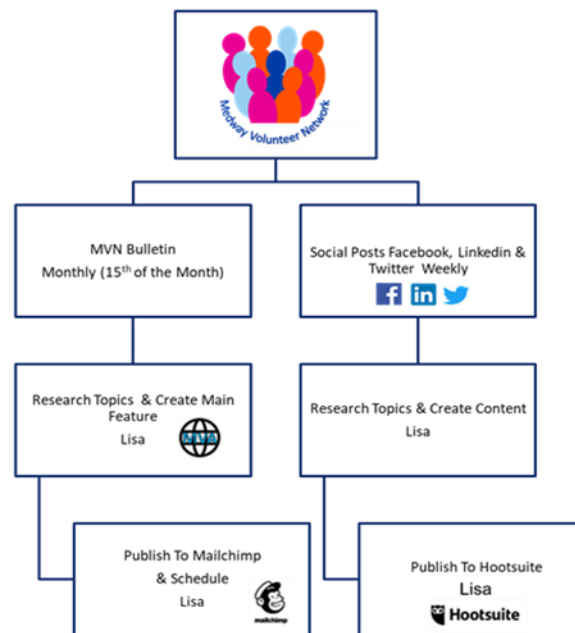 Medway Volunteer Network
MVN Bulletin
Monthly (15th of the Month)
Social Posts Facebook, Linkedin &
Twitter Weekly
f in
Research Topics & Create Main
Feature
Lisa
MVA
Research Topics & Create Content
Lisa
Publish To Mailchimp
& Schedule
Lisa
mailchimp
Publish To Hootsuite
Lisa
Hootsuite